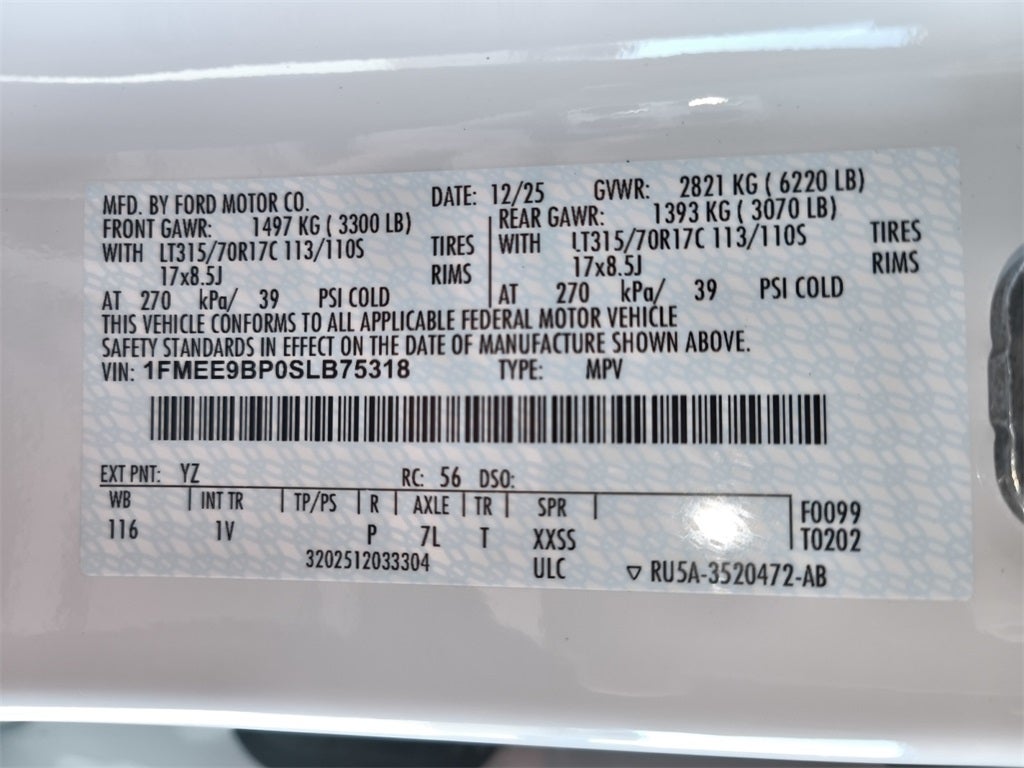 MFD. BY FORD MOTOR CO. DATE: 12/25 GVWR: 2821 KG ( 6220 LB)
FRONT GAWR: 1497 KG ( 3300 LB) REAR GAWR: 1393 KG ( 3070 LB)
WITH LT315/70R17C 113/110S TIRES WITH LT315/70R17C 113/110S TIRES
17x8.5J RIMS 17x8.5J RIMS
AT 270 kPa/ 39 PSI COLD AT 270 kPa/ 39 PSI COLD
THIS VEHICLE CONFORMS TO ALL APPLICABLE FEDERAL MOTOR VEHICLE
SAFETY STANDARDS IN EFFECT ON THE DATE OF MANUFACTURE SHOWN ABOVE.
VIN: 1FMEE9BP0SLB75318 TYPE: MPV
EXT PNT: YZ RC: 56 DSO:
WB INT TR TP/PS R AXLE TR SPR F0099
116 1V P 7L T XXSS T0202
3202512033304 ULC ▽ RU5A-3520472-AB